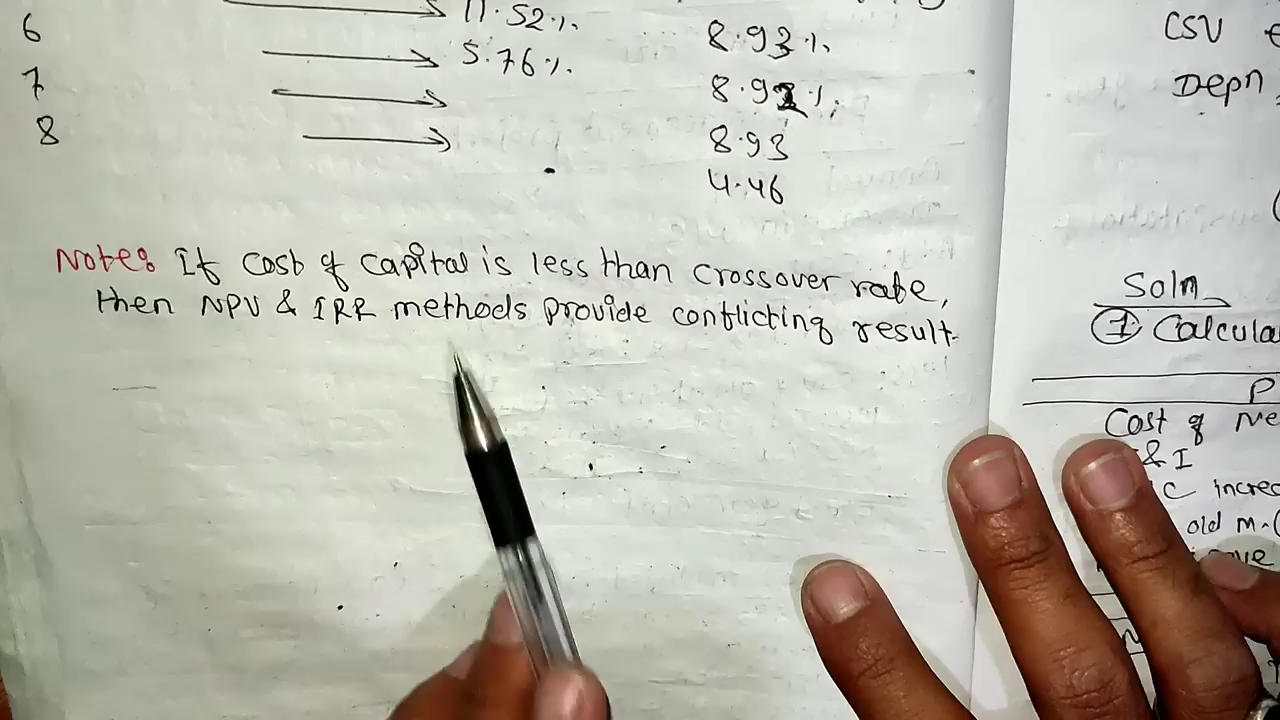 11.52%
6 5.76% 8.93%
7 8.93%
8 8.93
4.46
Note: If cost of capital is less than crossover rate,
then NPV & IRR methods provide conflicting result.
CSV
Depn
Soln
① Calcula
P
Cost of Ne
&I
C increa
old M.